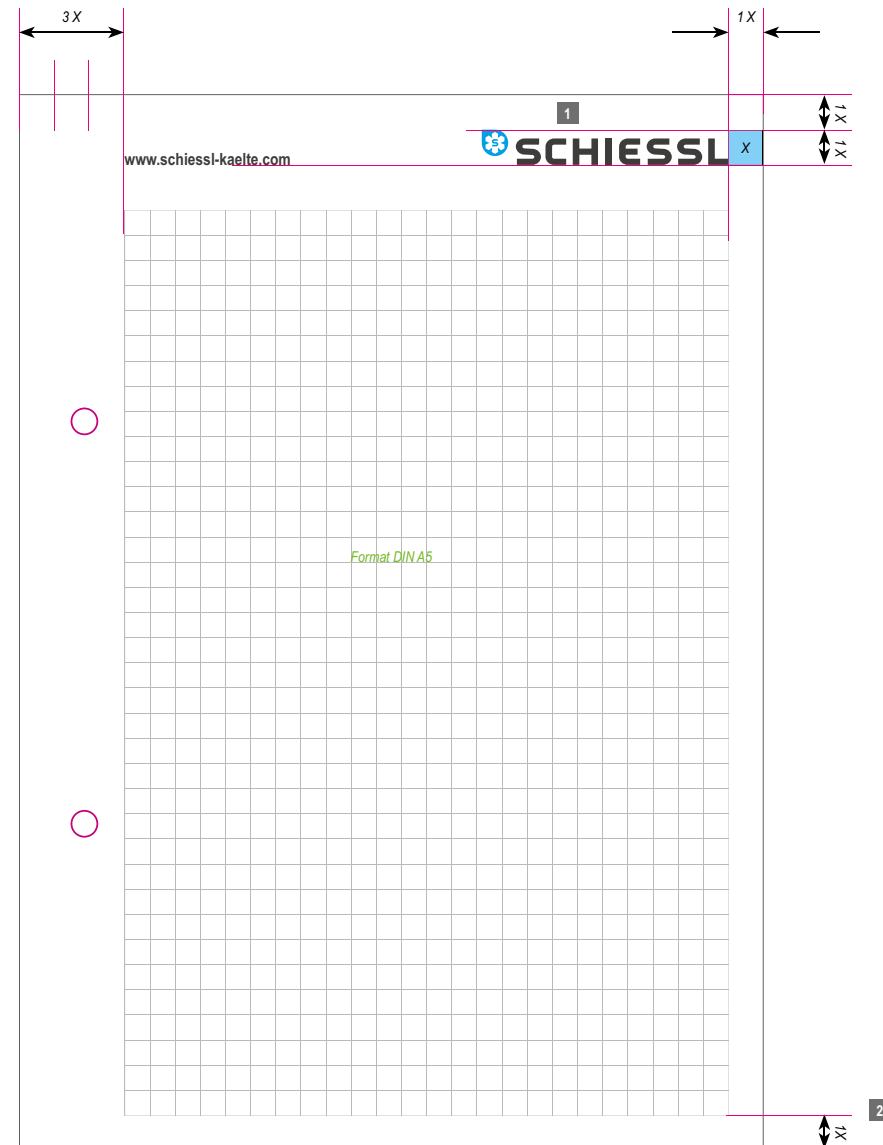 3 X
1 X
1 X
1
www.schiessl-kaelte.com
S SCHIESSL
X
1 X
Format DIN A5
2
1X